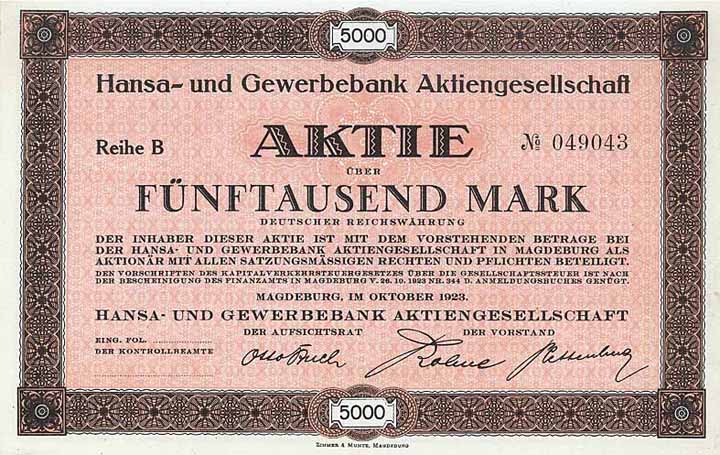 5000
Hansa- und Gewerbebank Aktiengesellschaft
Reihe B AKTIE № 049043
ÜBER
FÜNFTAUSEND MARK
DEUTSCHER REICHSWÄHRUNG
DER INHABER DIESER AKTIE IST MIT DEM VORSTEHENDEN BETRAGE BEI
DER HANSA- UND GEWERBEBANK AKTIENGESELLSCHAFT IN MAGDEBURG ALS
AKTIONÄR MIT ALLEN SATZUNGSMÄSSIGEN RECHTEN UND PFLICHTEN BETEILIGT.
DEN VORSCHRIFTEN DES KAPITALVERKEHRSTEUERGESETZES ÜBER DIE GESELLSCHAFTSSTEUER IST NACH
DER BESCHEINIGUNG DES FINANZAMTS IN MAGDEBURG V. 26. 10. 1923 NR. 344 D. ANMELDUNGSBUCHES GENÜGT.
MAGDEBURG, IM OKTOBER 1923.
HANSA- UND GEWERBEBANK AKTIENGESELLSCHAFT
EING. FOL. DER AUFSICHTSRAT DER VORSTAND
DER KONTROLLBEAMTE
5000